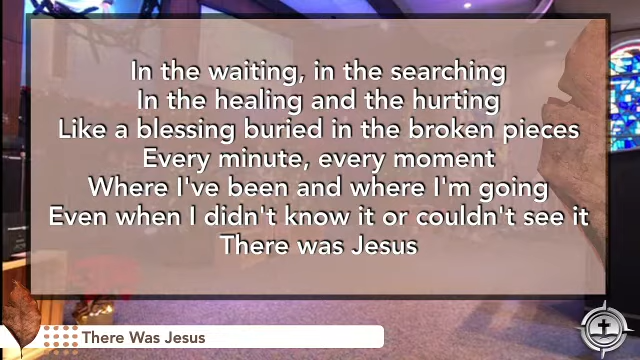 In the waiting, in the searching
In the healing and the hurting
Like a blessing buried in the broken pieces
Every minute, every moment
Where I've been and where I'm going
Even when I didn't know it or couldn't see it
There was Jesus
There Was Jesus